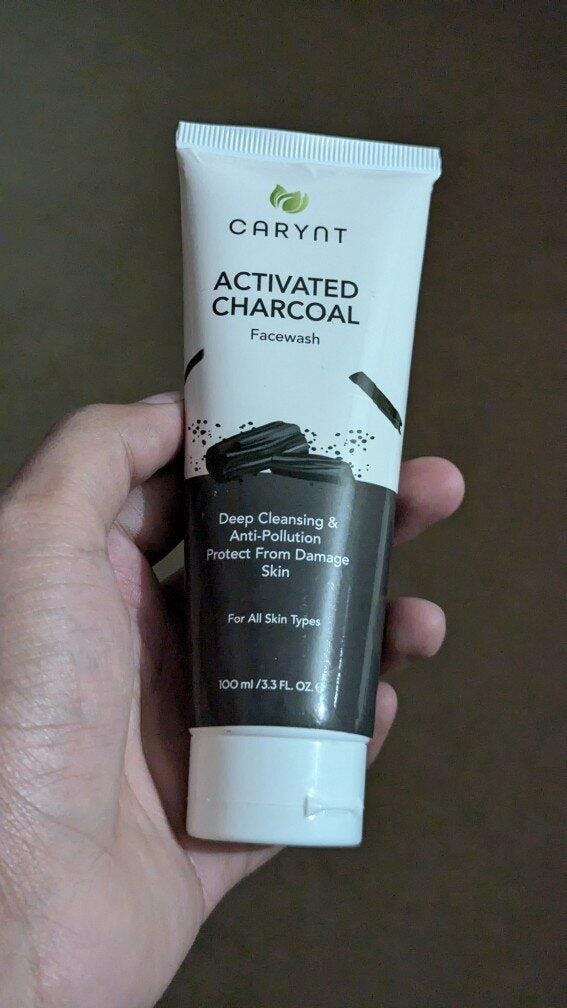 CARYNT
ACTIVATED
CHARCOAL
Facewash
Deep Cleansing &
Anti-Pollution
Protect From Damage
Skin
For All Skin Types
100 ml /3.3 FL. OZ.